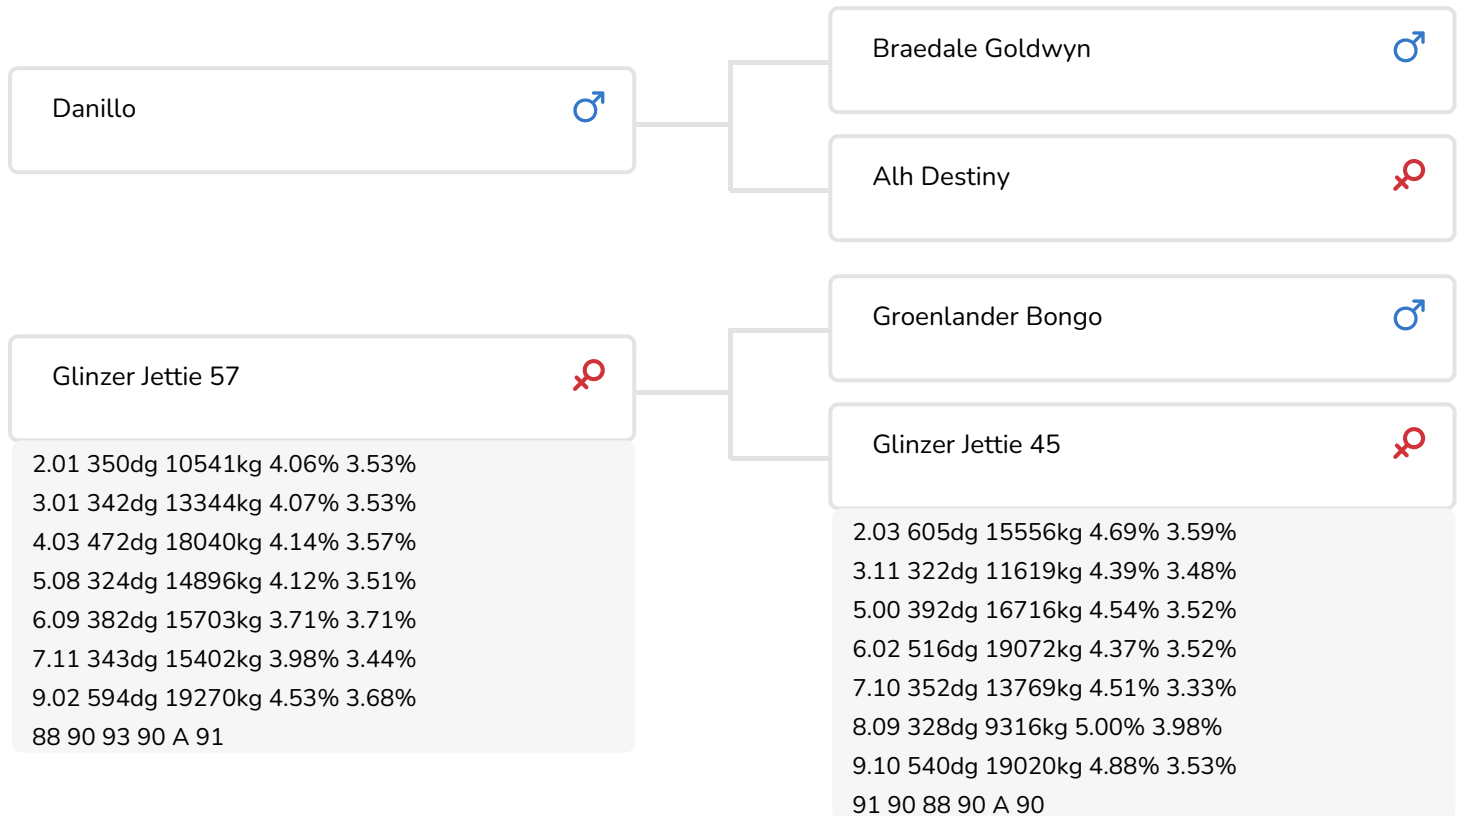 Danillo
Braedale Goldwyn
Alh Destiny
Glinzer Jettie 57
2.01 350dg 10541kg 4.06% 3.53%
3.01 342dg 13344kg 4.07% 3.53%
4.03 472dg 18040kg 4.14% 3.57%
5.08 324dg 14896kg 4.12% 3.51%
6.09 382dg 15703kg 3.71% 3.71%
7.11 343dg 15402kg 3.98% 3.44%
9.02 594dg 19270kg 4.53% 3.68%
88 90 93 90 A 91
Groenlander Bongo
Glinzer Jettie 45
2.03 605dg 15556kg 4.69% 3.59%
3.11 322dg 11619kg 4.39% 3.48%
5.00 392dg 16716kg 4.54% 3.52%
6.02 516dg 19072kg 4.37% 3.52%
7.10 352dg 13769kg 4.51% 3.33%
8.09 328dg 9316kg 5.00% 3.98%
9.10 540dg 19020kg 4.88% 3.53%
91 90 88 90 A 90